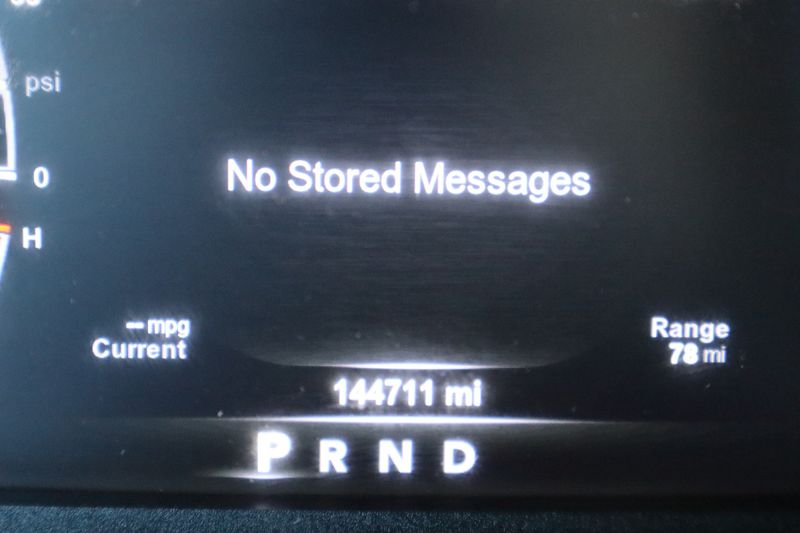 psi
0
No Stored Messages
H
-- mpg
Current
Range
78 mi
144711 mi
P R N D